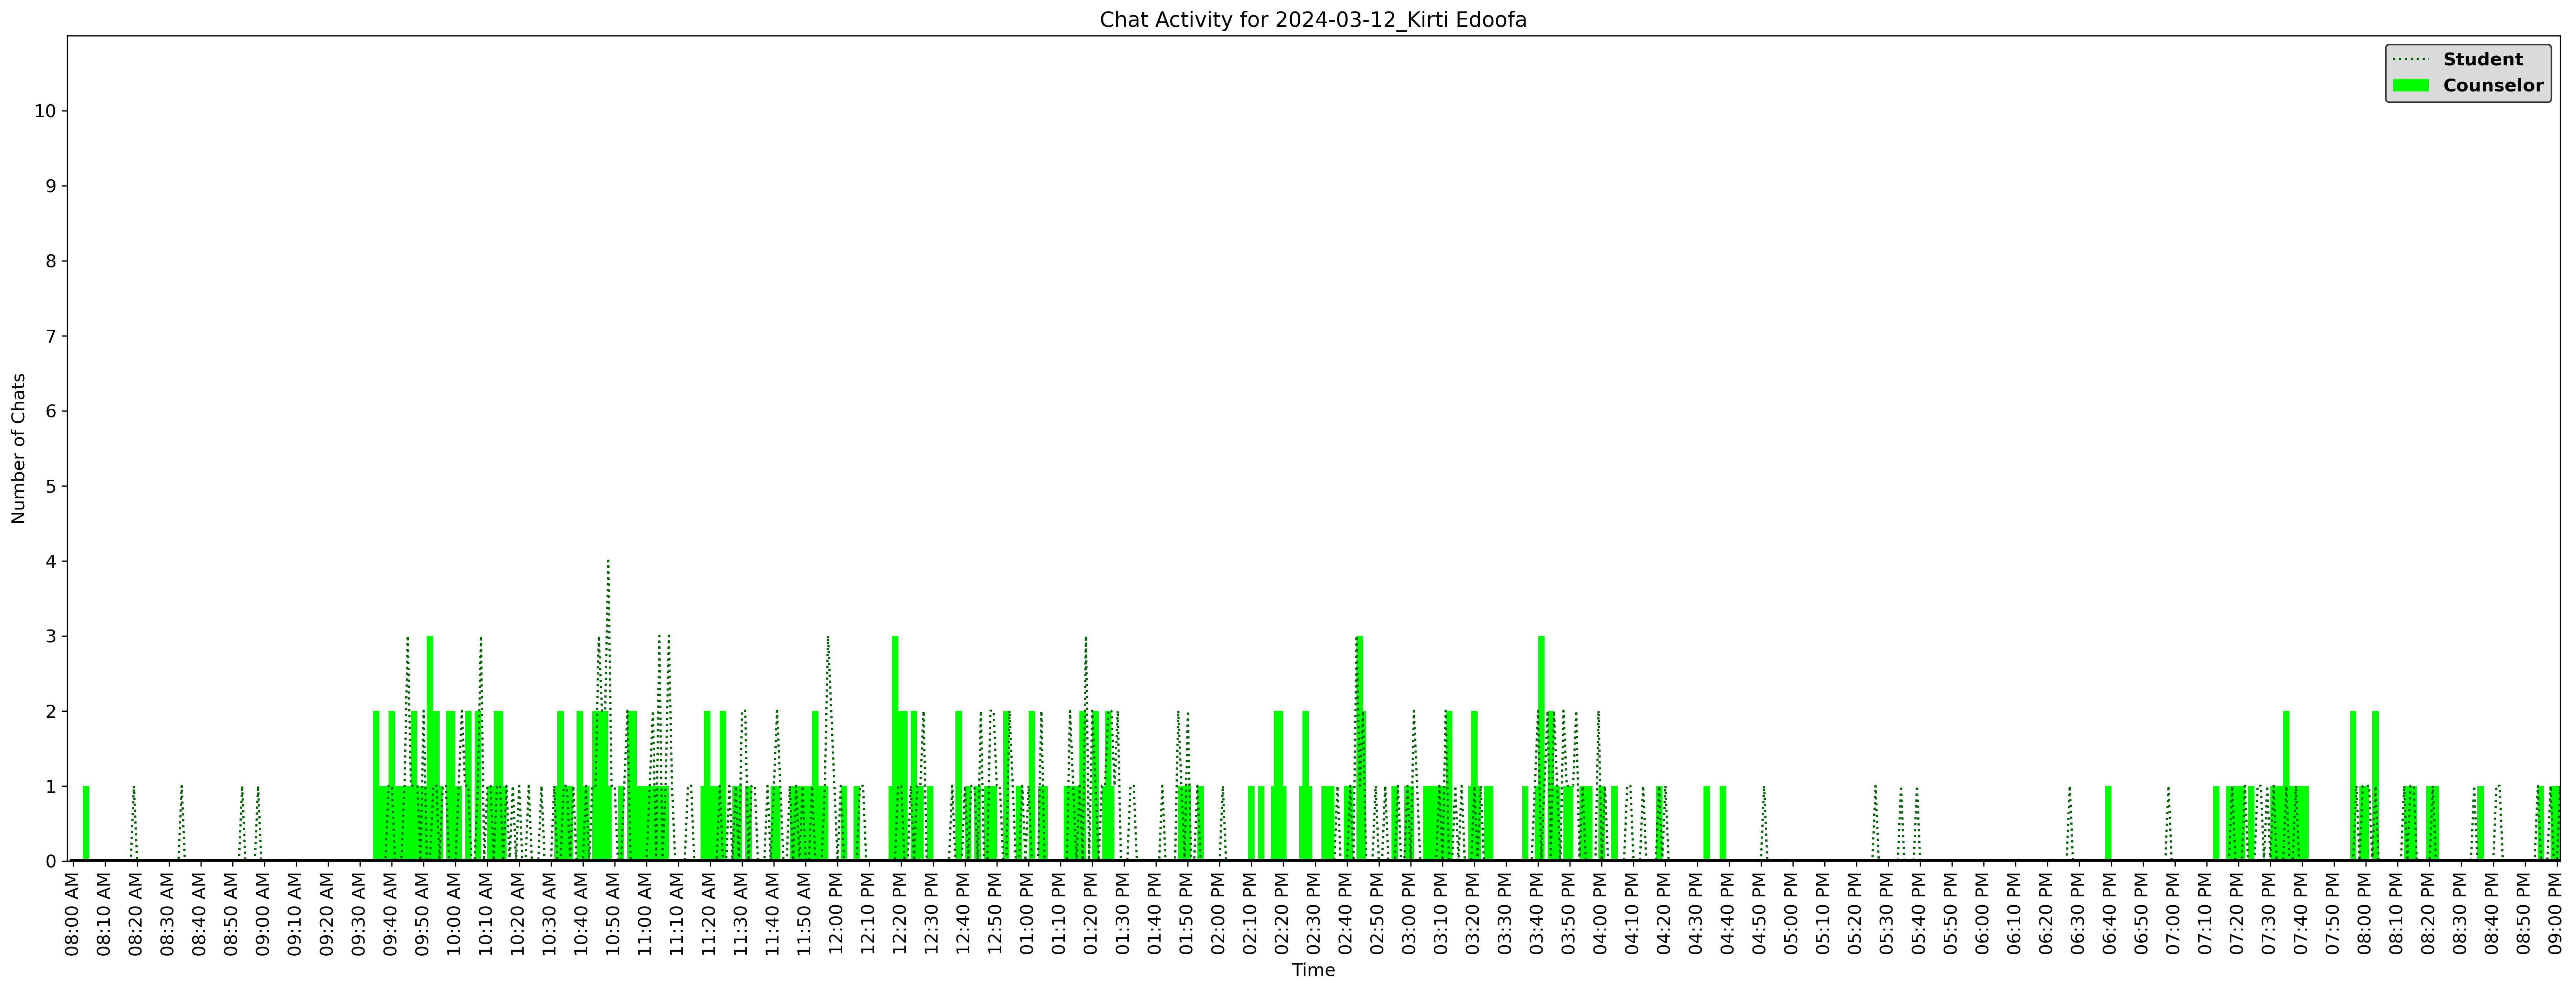 Chat Activity for 2024-03-12_Kirti Edoofa
Student
Counselor
Number of Chats
10
9
8
7
6
5
4
3
2
1
0
08:00 AM
08:10 AM
08:20 AM
08:30 AM
08:40 AM
08:50 AM
09:00 AM
09:10 AM
09:20 AM
09:30 AM
09:40 AM
09:50 AM
10:00 AM
10:10 AM
10:20 AM
10:30 AM
10:40 AM
10:50 AM
11:00 AM
11:10 AM
11:20 AM
11:30 AM
11:40 AM
11:50 AM
12:00 PM
12:10 PM
12:20 PM
12:30 PM
12:40 PM
12:50 PM
01:00 PM
01:10 PM
01:20 PM
01:30 PM
01:40 PM
01:50 PM
02:00 PM
02:10 PM
02:20 PM
02:30 PM
02:40 PM
02:50 PM
03:00 PM
03:10 PM
03:20 PM
03:30 PM
03:40 PM
03:50 PM
04:00 PM
04:10 PM
04:20 PM
04:30 PM
04:40 PM
04:50 PM
05:00 PM
05:10 PM
05:20 PM
05:30 PM
05:40 PM
05:50 PM
06:00 PM
06:10 PM
06:20 PM
06:30 PM
06:40 PM
06:50 PM
07:00 PM
07:10 PM
07:20 PM
07:30 PM
07:40 PM
07:50 PM
08:00 PM
08:10 PM
08:20 PM
08:30 PM
08:40 PM
08:50 PM
09:00 PM
Time